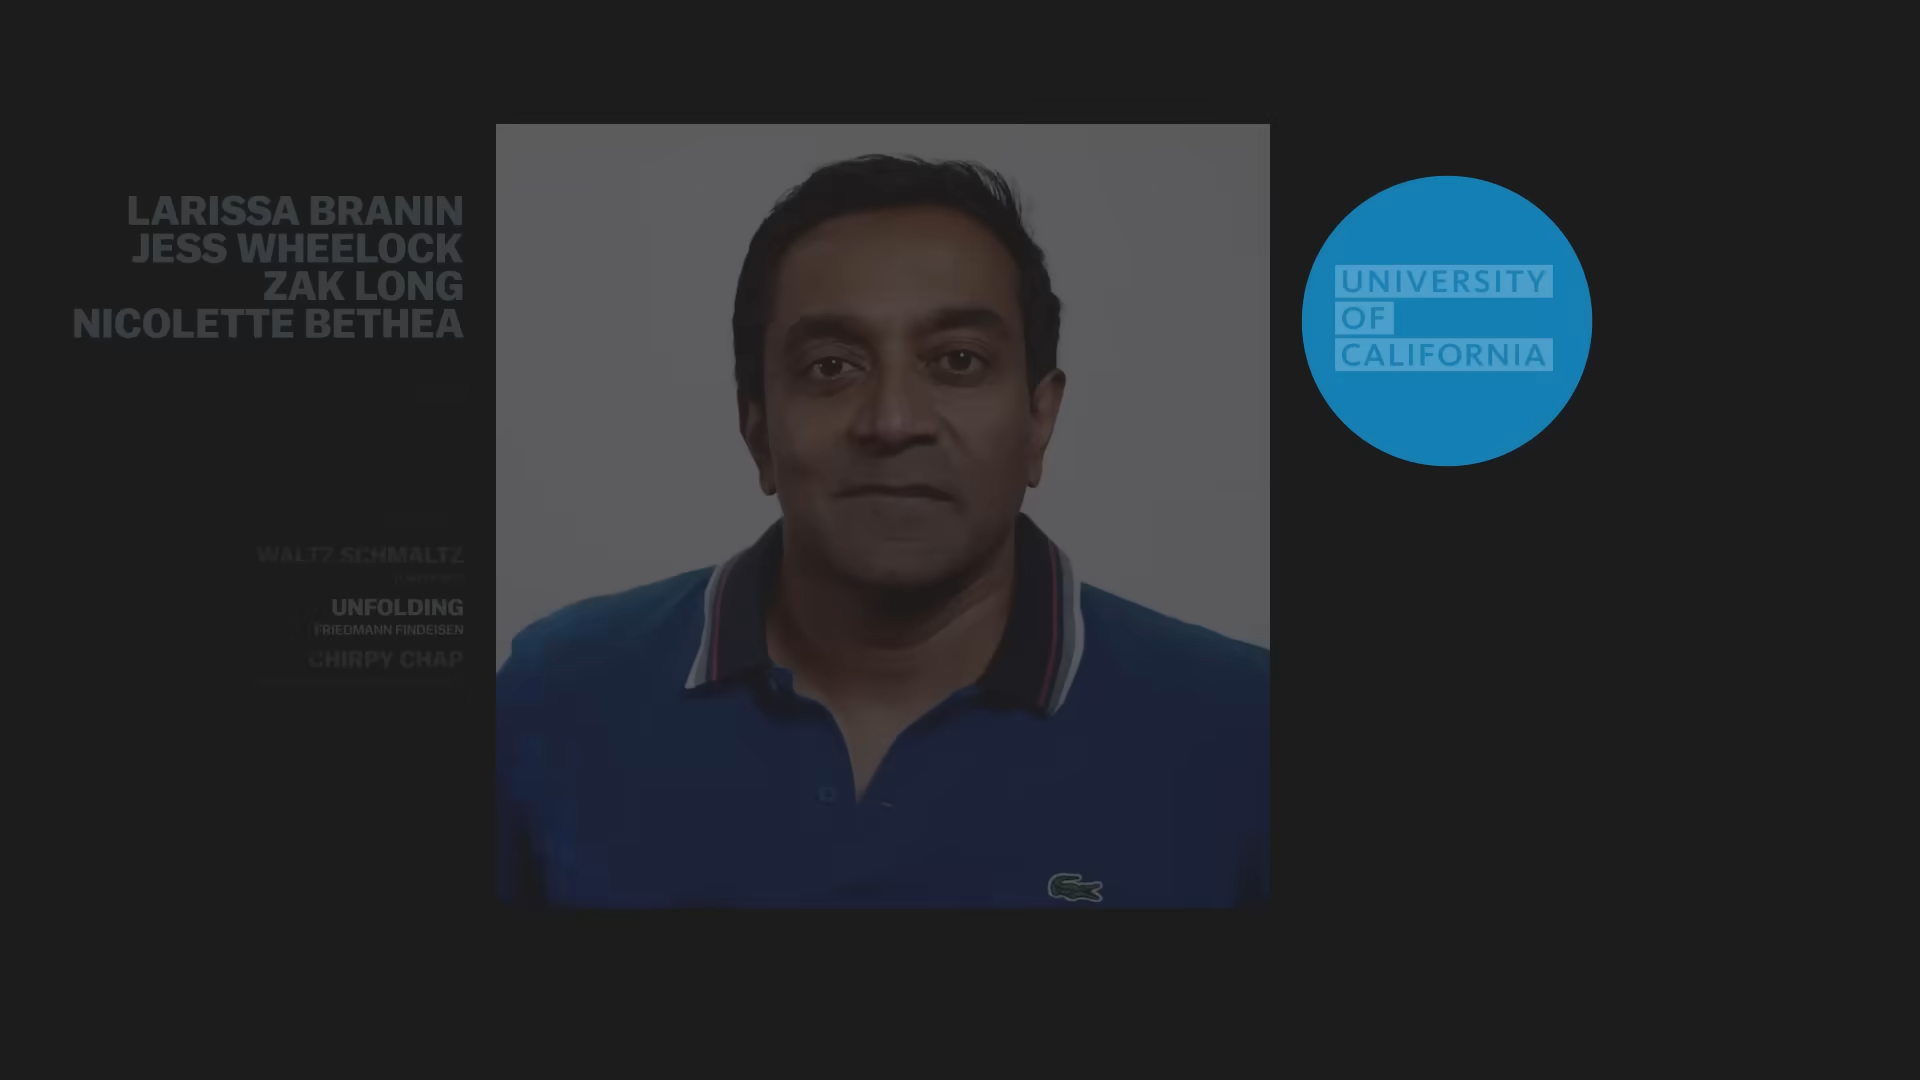 LARISSA BRANIN
JESS WHEELOCK
ZAK LONG
NICOLETTE BETHEA
WALTZ SCHMALTZ
UNFOLDING
FRIEDMANN FINDEISEN
CHIRPY CHAP
UNIVERSITY
OF
CALIFORNIA